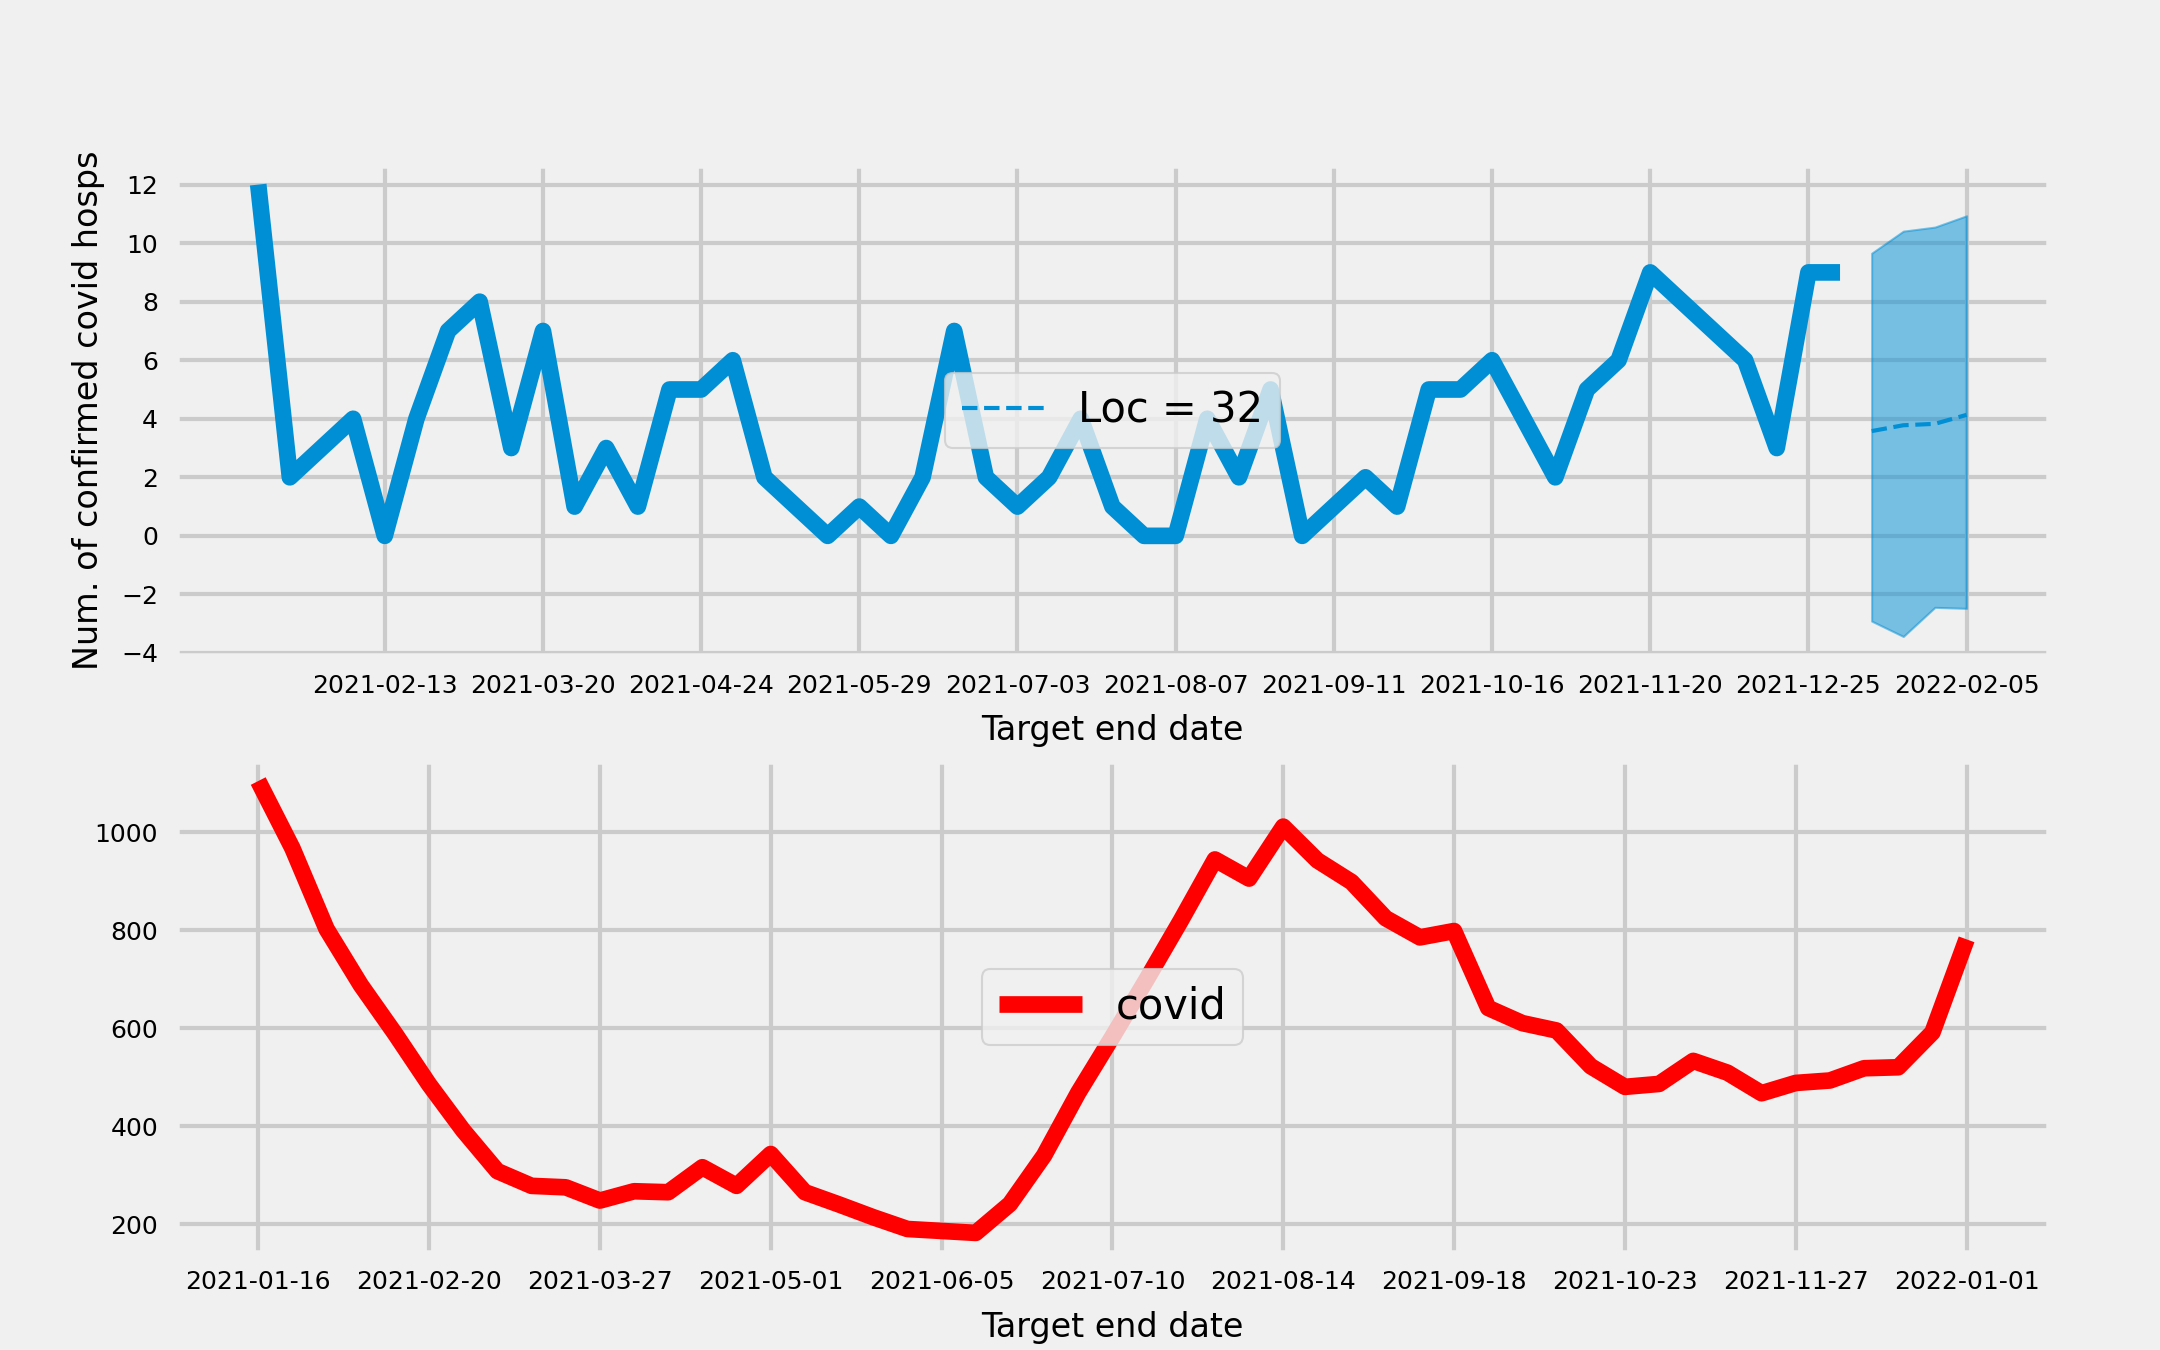 Num. of confirmed covid hosps
12
10
8
6
4
2
0
−2
−4
Loc = 32
2021-02-13 2021-03-20 2021-04-24 2021-05-29 2021-07-03 2021-08-07 2021-09-11 2021-10-16 2021-11-20 2021-12-25 2022-02-05
Target end date
1000
800
600
400
200
covid
2021-01-16 2021-02-20 2021-03-27 2021-05-01 2021-06-05 2021-07-10 2021-08-14 2021-09-18 2021-10-23 2021-11-27 2022-01-01
Target end date